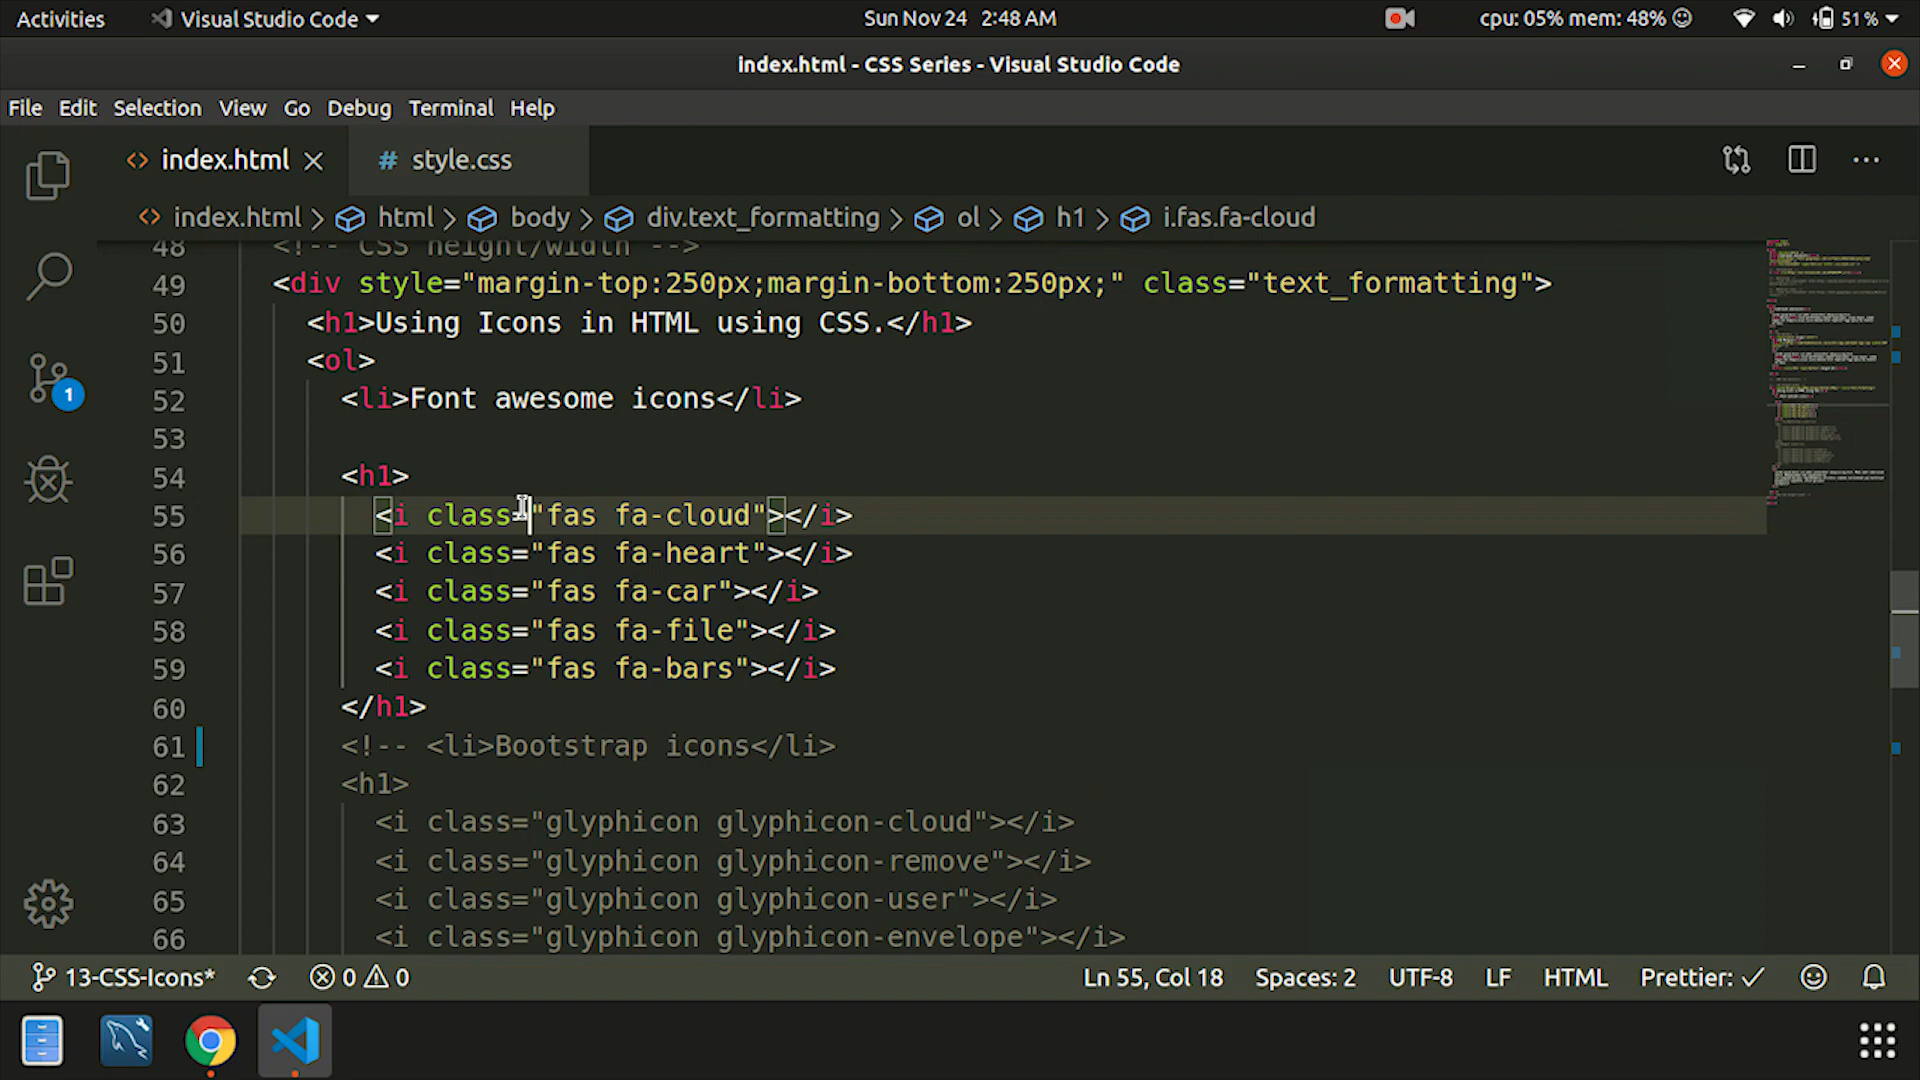 Activities
Visual Studio Code
Sun Nov 24 2:48 AM
cpu: 05% mem: 48%
51 %
index.html - CSS Series - Visual Studio Code
File Edit Selection View Go Debug Terminal Help
index.html
# style.css
index.html > html > body > div.text_formatting > ol > h1 > i.fas.fa-cloud
48 <!-- CSS height/width -->
49 <div style="margin-top:250px;margin-bottom:250px;" class="text_formatting">
50 <h1>Using Icons in HTML using CSS.</h1>
51 <ol>
52 <li>Font awesome icons</li>
53
54 <h1>
55 <i class="fas fa-cloud"></i>
56 <i class="fas fa-heart"></i>
57 <i class="fas fa-car"></i>
58 <i class="fas fa-file"></i>
59 <i class="fas fa-bars"></i>
60 </h1>
61 <!-- <li>Bootstrap icons</li>
62 <h1>
63 <i class="glyphicon glyphicon-cloud"></i>
64 <i class="glyphicon glyphicon-remove"></i>
65 <i class="glyphicon glyphicon-user"></i>
66 <i class="glyphicon glyphicon-envelope"></i>
1
13-CSS-Icons* 0 0 Ln 55, Col 18 Spaces: 2 UTF-8 LF HTML Prettier: ✓